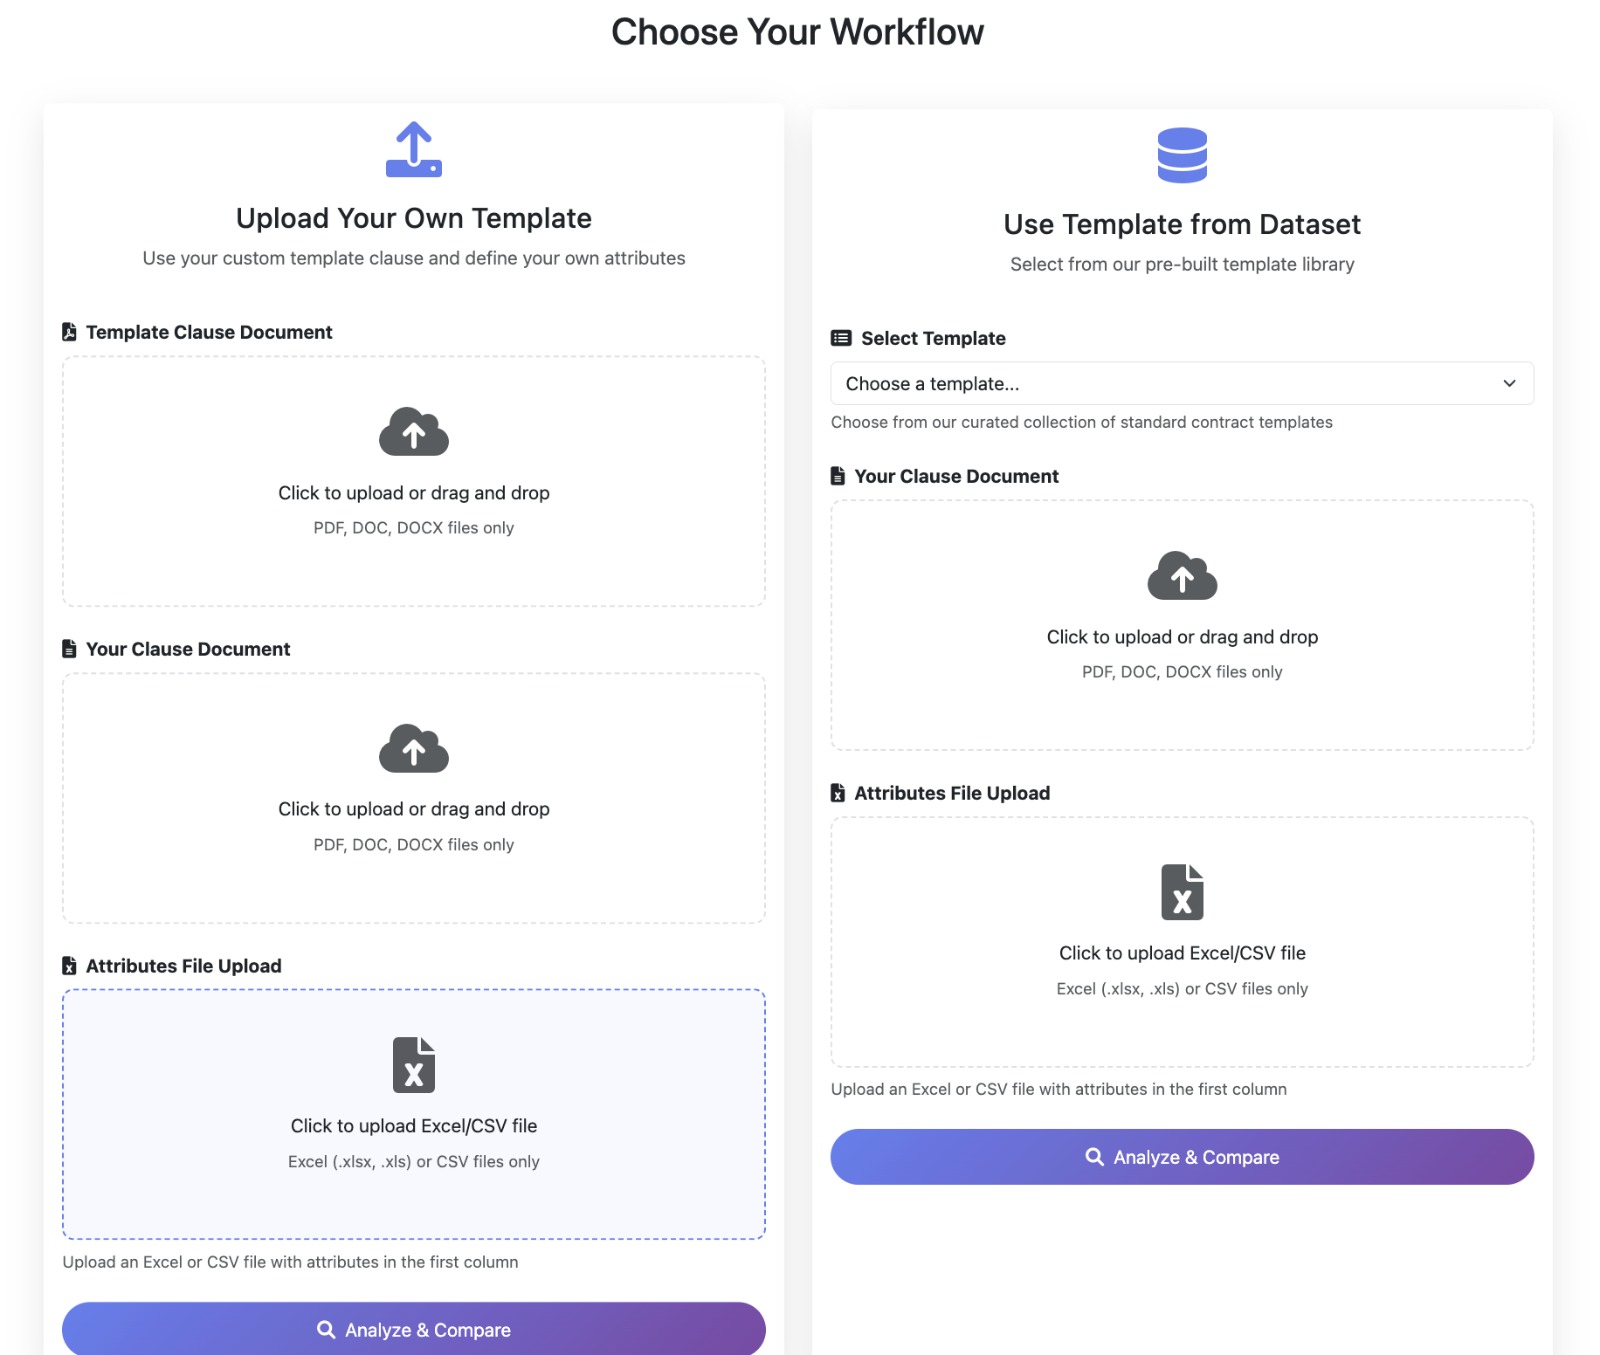 Choose Your Workflow
Upload Your Own Template
Use your custom template clause and define your own attributes
Template Clause Document
Click to upload or drag and drop
PDF, DOC, DOCX files only
Your Clause Document
Click to upload or drag and drop
PDF, DOC, DOCX files only
Attributes File Upload
Click to upload Excel/CSV file
Excel (.xlsx, .xls) or CSV files only
Upload an Excel or CSV file with attributes in the first column
Analyze & Compare
Use Template from Dataset
Select from our pre-built template library
Select Template
Choose a template...
Choose from our curated collection of standard contract templates
Your Clause Document
Click to upload or drag and drop
PDF, DOC, DOCX files only
Attributes File Upload
Click to upload Excel/CSV file
Excel (.xlsx, .xls) or CSV files only
Upload an Excel or CSV file with attributes in the first column
Analyze & Compare